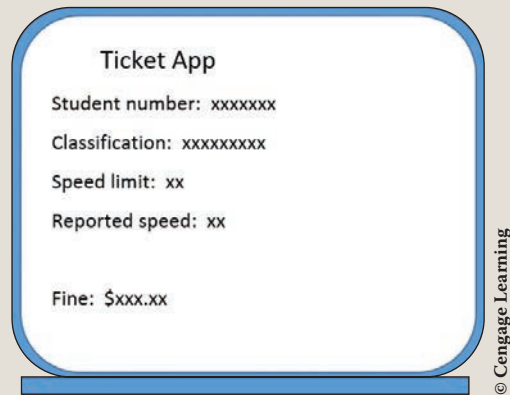 Ticket App
Student number: xxxxxxx
Classification: xxxxxxxxx
Speed limit: xx
Reported speed: xx
Fine: $xxx.xx
© Cengage Learning